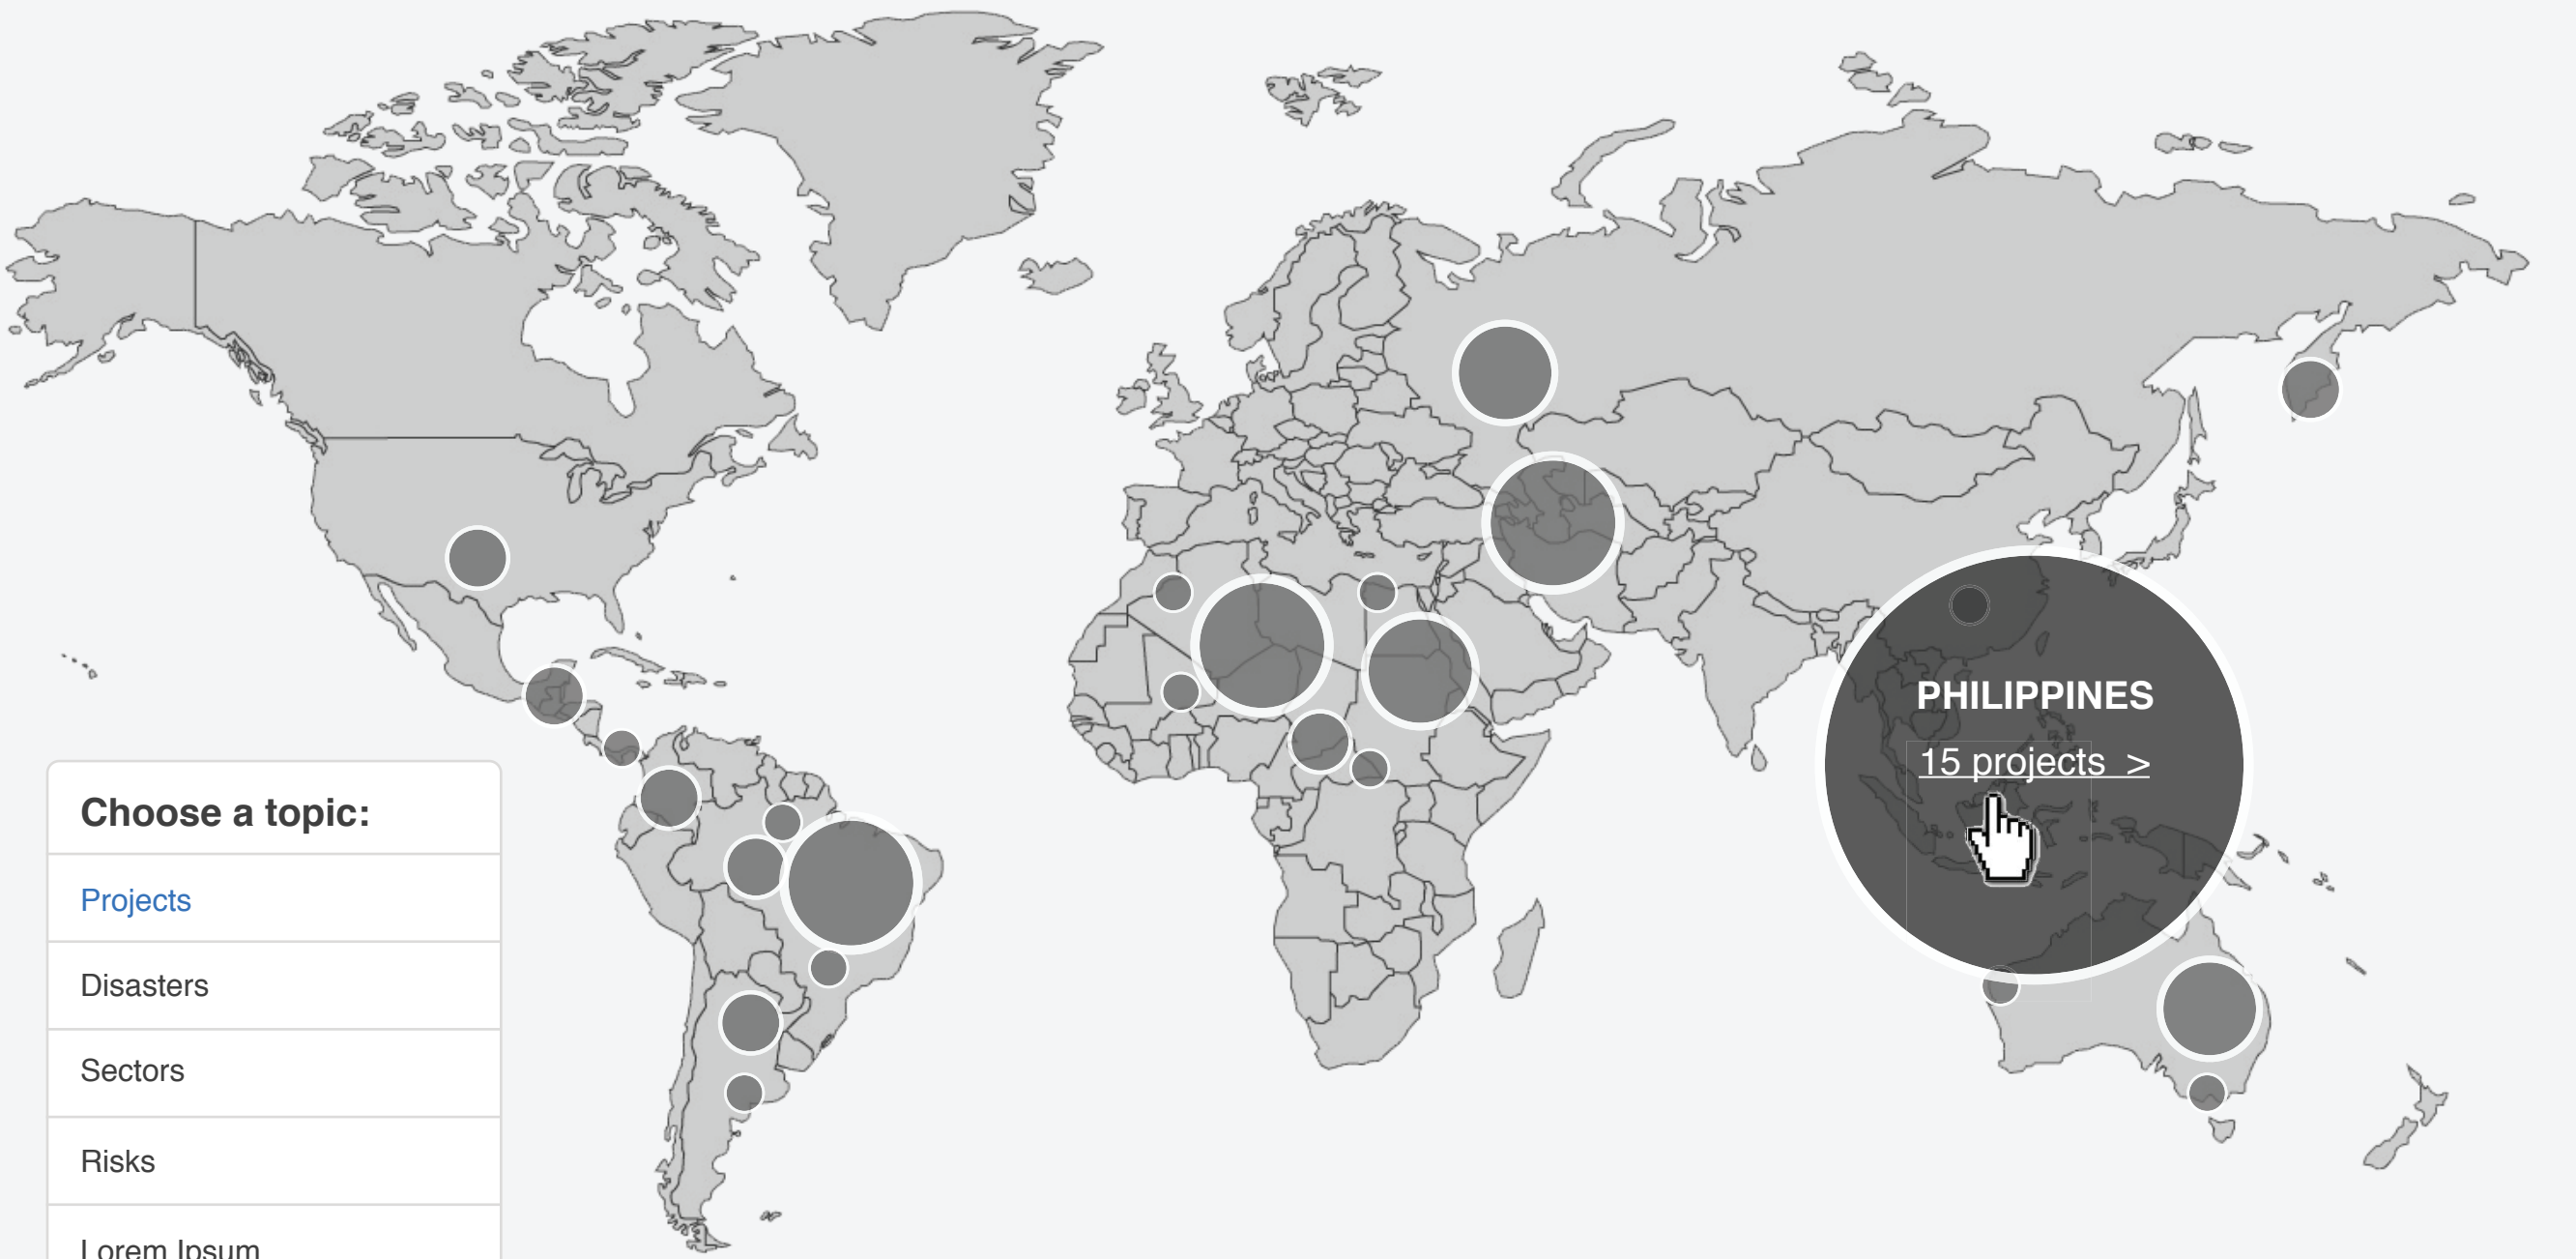 PHILIPPINES
15 projects >
Choose a topic:
Projects
Disasters
Sectors
Risks
Lorem Ipsum